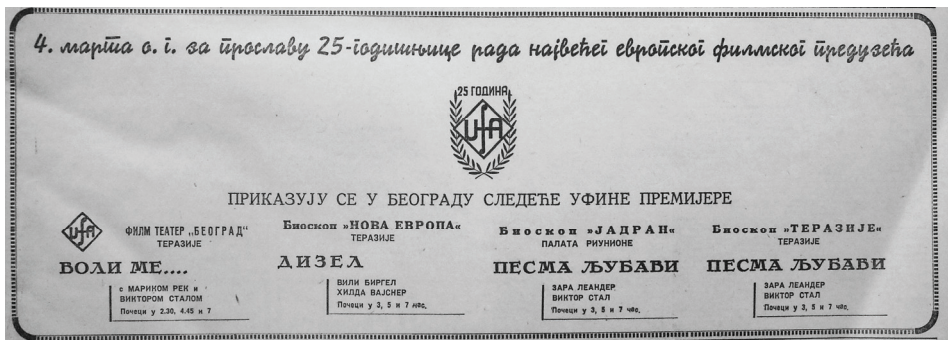 4. марта о. г. за прославу 25-годишњице рада највећег европског филмског предузећа
25 ГОДИНА
UFA
ПРИКАЗУЈУ СЕ У БЕОГРАДУ СЛЕДЕЋЕ УФИНЕ ПРЕМИЈЕРЕ
UFA
ФИЛМ ТЕАТЕР „БЕОГРАД"
ТЕРАЗИЈЕ
ВОЛИ МЕ....
с МАРИКОМ РЕК и
ВИКТОРОМ СТАЛОМ
Почеци у 2.30, 4.45 и 7
Биоскоп »НОВА ЕВРОПА«
ТЕРАЗИЈЕ
ДИЗЕЛ
ВИЛИ БИРГЕЛ
ХИЛДА ВАЈСНЕР
Почеци у 3, 5 и 7 час.
Биоскоп »ЈАДРАН«
ПАЛАТА РИУНИОНЕ
ПЕСМА ЉУБАВИ
ЗАРА ЛЕАНДЕР
ВИКТОР СТАЛ
Почеци у 3, 5 и 7 час.
Биоскоп »ТЕРАЗИЈЕ«
ТЕРАЗИЈЕ
ПЕСМА ЉУБАВИ
ЗАРА ЛЕАНДЕР
ВИКТОР СТАЛ
Почеци у 3, 5 и 7 час.